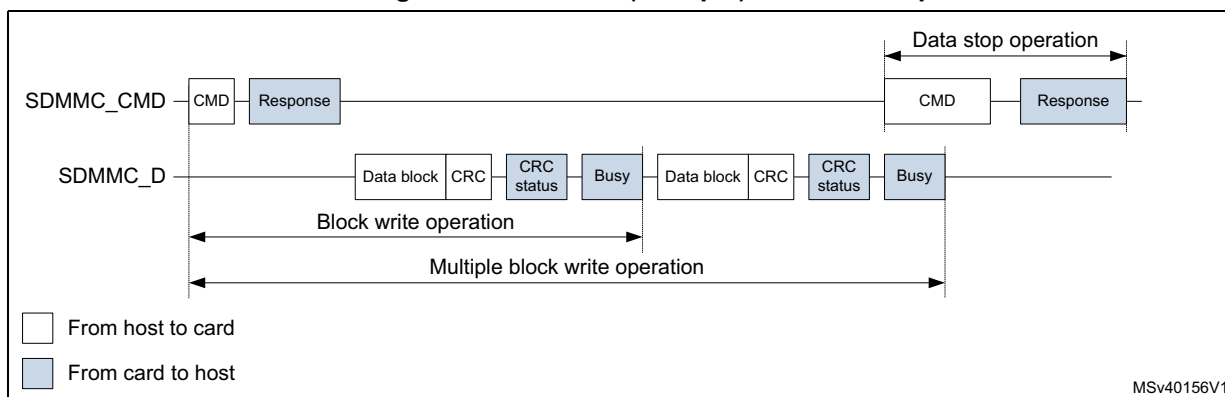 Data stop operation
SDMMC_CMD CMD Response CMD Response
SDMMC_D Data block CRC CRC status Busy Data block CRC CRC status Busy
Block write operation
Multiple block write operation
From host to card
From card to host
MSv40156V1